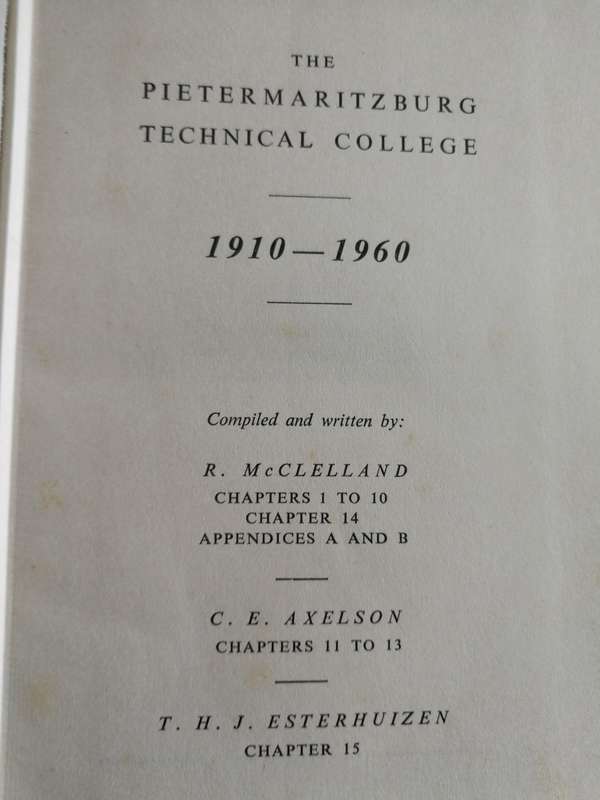 THE
PIETERMARITZBURG
TECHNICAL COLLEGE
1910—1960
Compiled and written by:
R. McCLELLAND
CHAPTERS 1 TO 10
CHAPTER 14
APPENDICES A AND B
C. E. AXELSON
CHAPTERS 11 TO 13
T. H. J. ESTERHUIZEN
CHAPTER 15